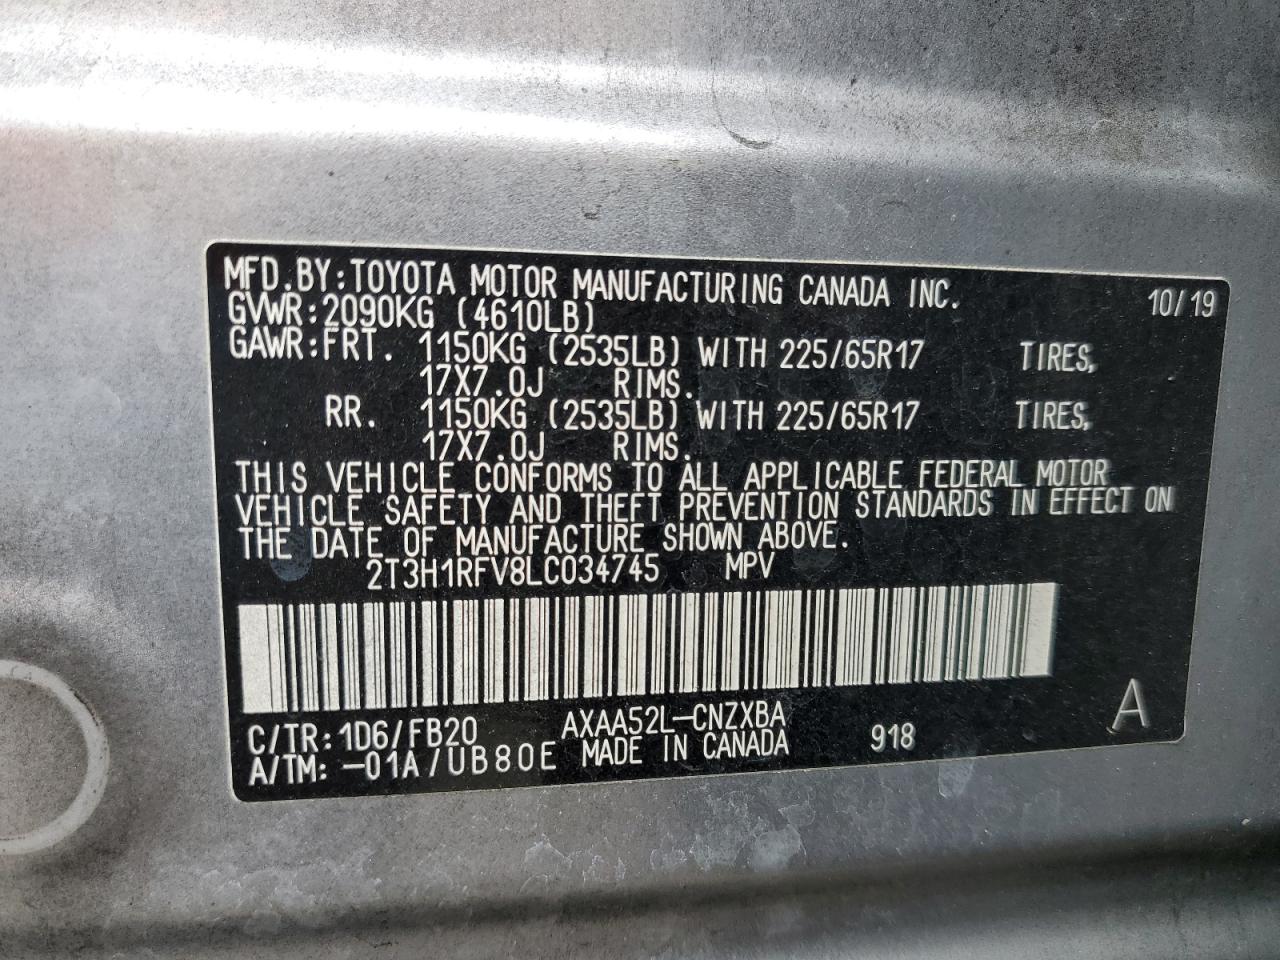 MFD.BY:TOYOTA MOTOR MANUFACTURING CANADA INC. 10/19
GVWR:2090KG (4610LB)
GAWR:FRT. 1150KG (2535LB) WITH 225/65R17 TIRES,
17X7.0J RIMS.
RR. 1150KG (2535LB) WITH 225/65R17 TIRES,
17X7.0J RIMS.
THIS VEHICLE CONFORMS TO ALL APPLICABLE FEDERAL MOTOR
VEHICLE SAFETY AND THEFT PREVENTION STANDARDS IN EFFECT ON
THE DATE OF MANUFACTURE SHOWN ABOVE.
2T3H1RFV8LC034745 MPV
C/TR:1D6/FB20 AXAA52L-CNZXBA 918 A
A/TM:-01A/UB80E MADE IN CANADA